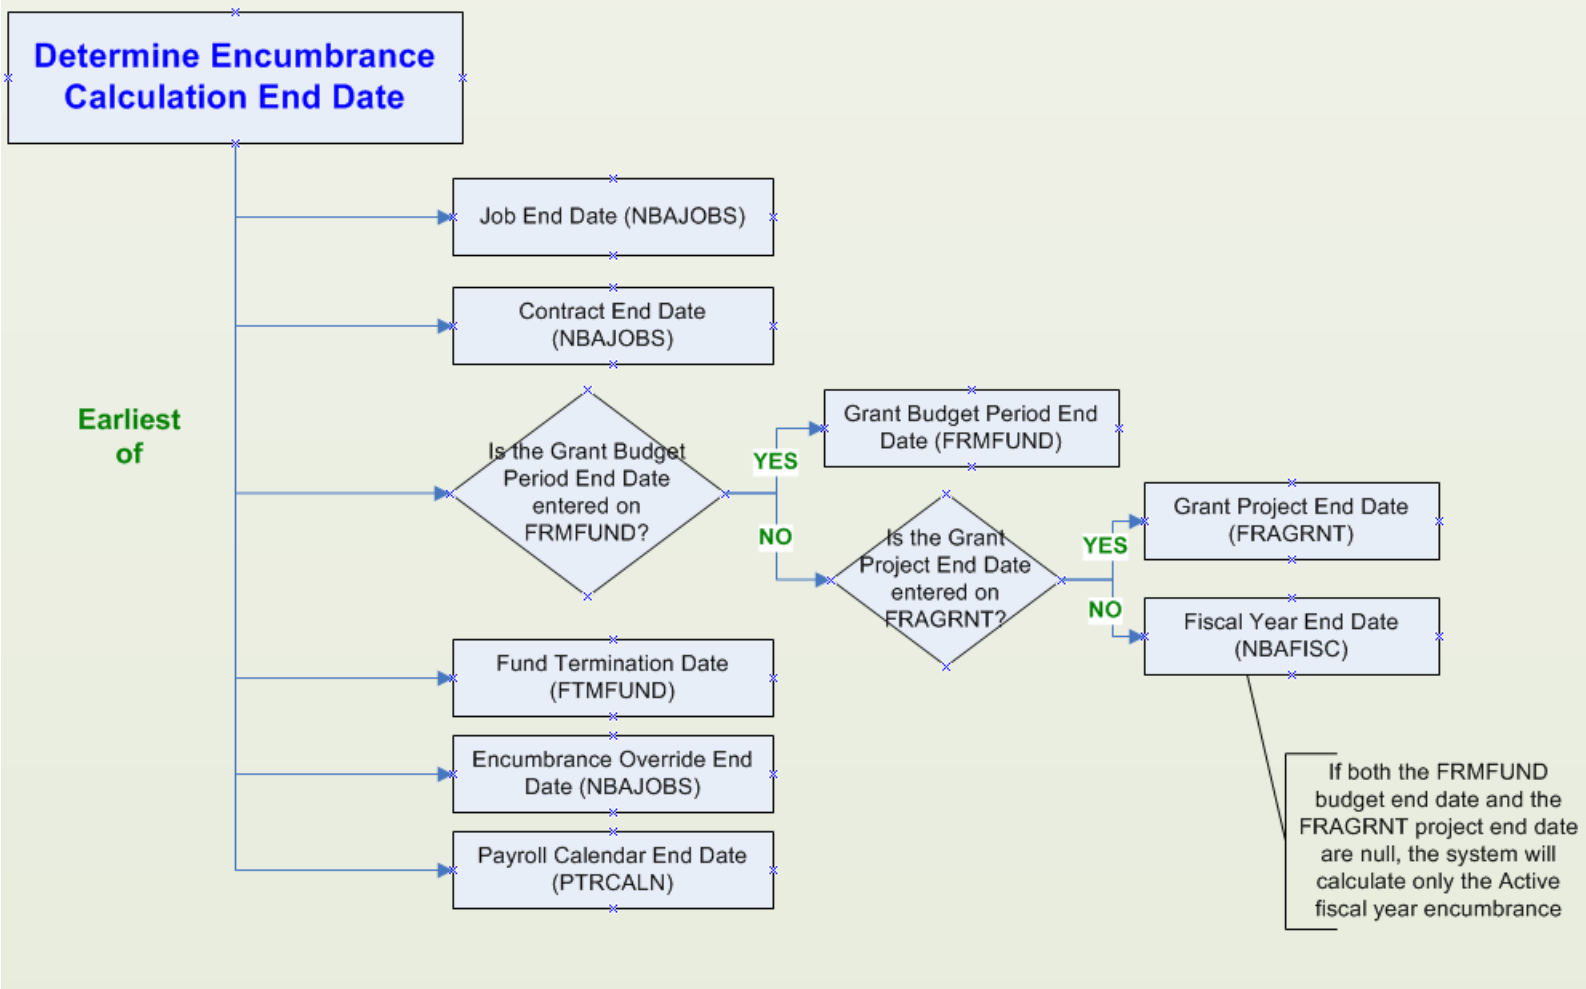 Determine Encumbrance
Calculation End Date
Job End Date (NBAJOBS)
Contract End Date
(NBAJOBS)
Earliest
of
Is the Grant Budget
Period End Date
entered on
FRMFUND?
YES
NO
Grant Budget Period End
Date (FRMFUND)
Is the Grant
Project End Date
entered on
FRAGRNT?
YES
NO
Grant Project End Date
(FRAGRNT)
Fiscal Year End Date
(NBAFISC)
Fund Termination Date
(FTMFUND)
Encumbrance Override End
Date (NBAJOBS)
Payroll Calendar End Date
(PTRCALN)
If both the FRMFUND
budget end date and the
FRAGRNT project end date
are null, the system will
calculate only the Active
fiscal year encumbrance